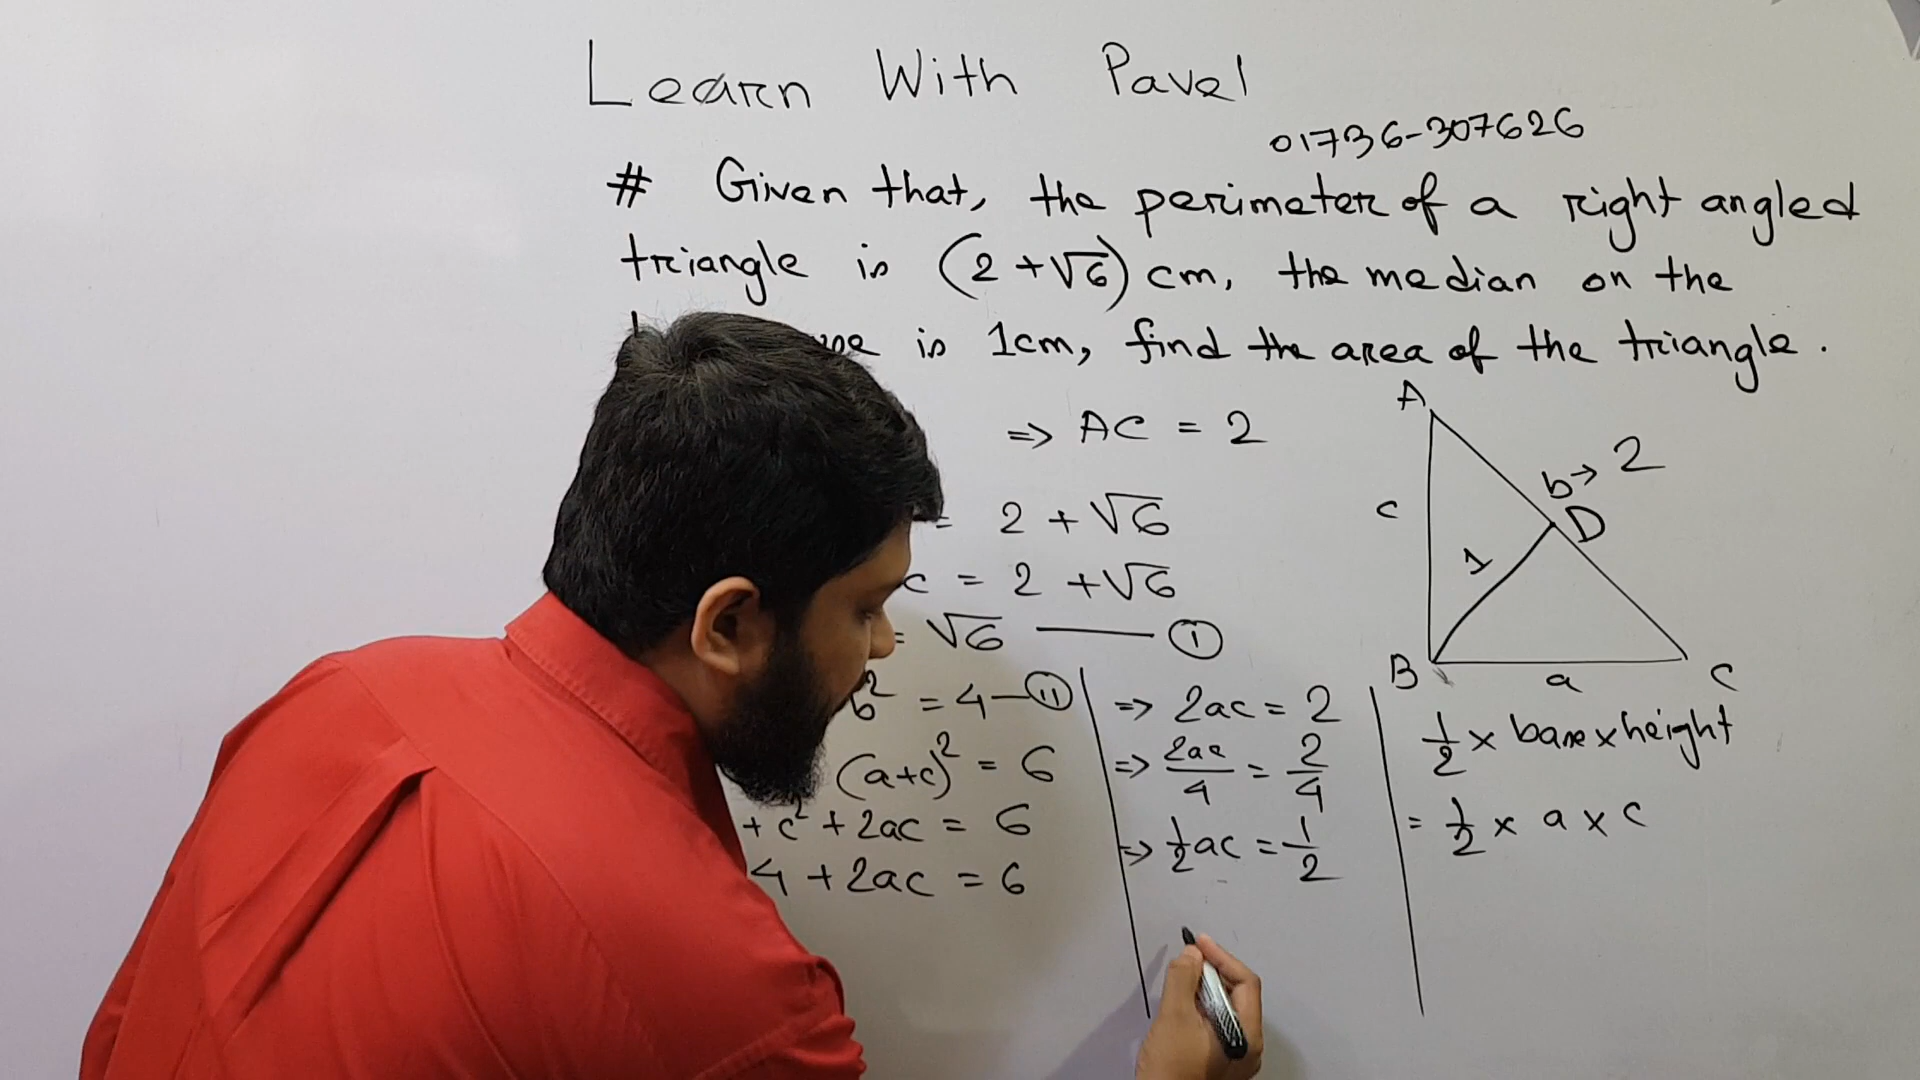 Learn With Pavel
01736-307626
# Given that, the perimeter of a right angled
triangle is (2 + √6) cm, the median on the
is 1cm, find the area of the triangle.
=> AC = 2
= 2 + √6
c = 2 + √6
= √6 —— (I)
b² = 4 — (II)
(a+c)² = 6
+ c² + 2ac = 6
4 + 2ac = 6
=> 2ac = 2
=> 2ac/4 = 2/4
=> 1/2 ac = 1/2
A
b → 2
c
D
1
B
a
C
1/2 × base × height
= 1/2 × a × c